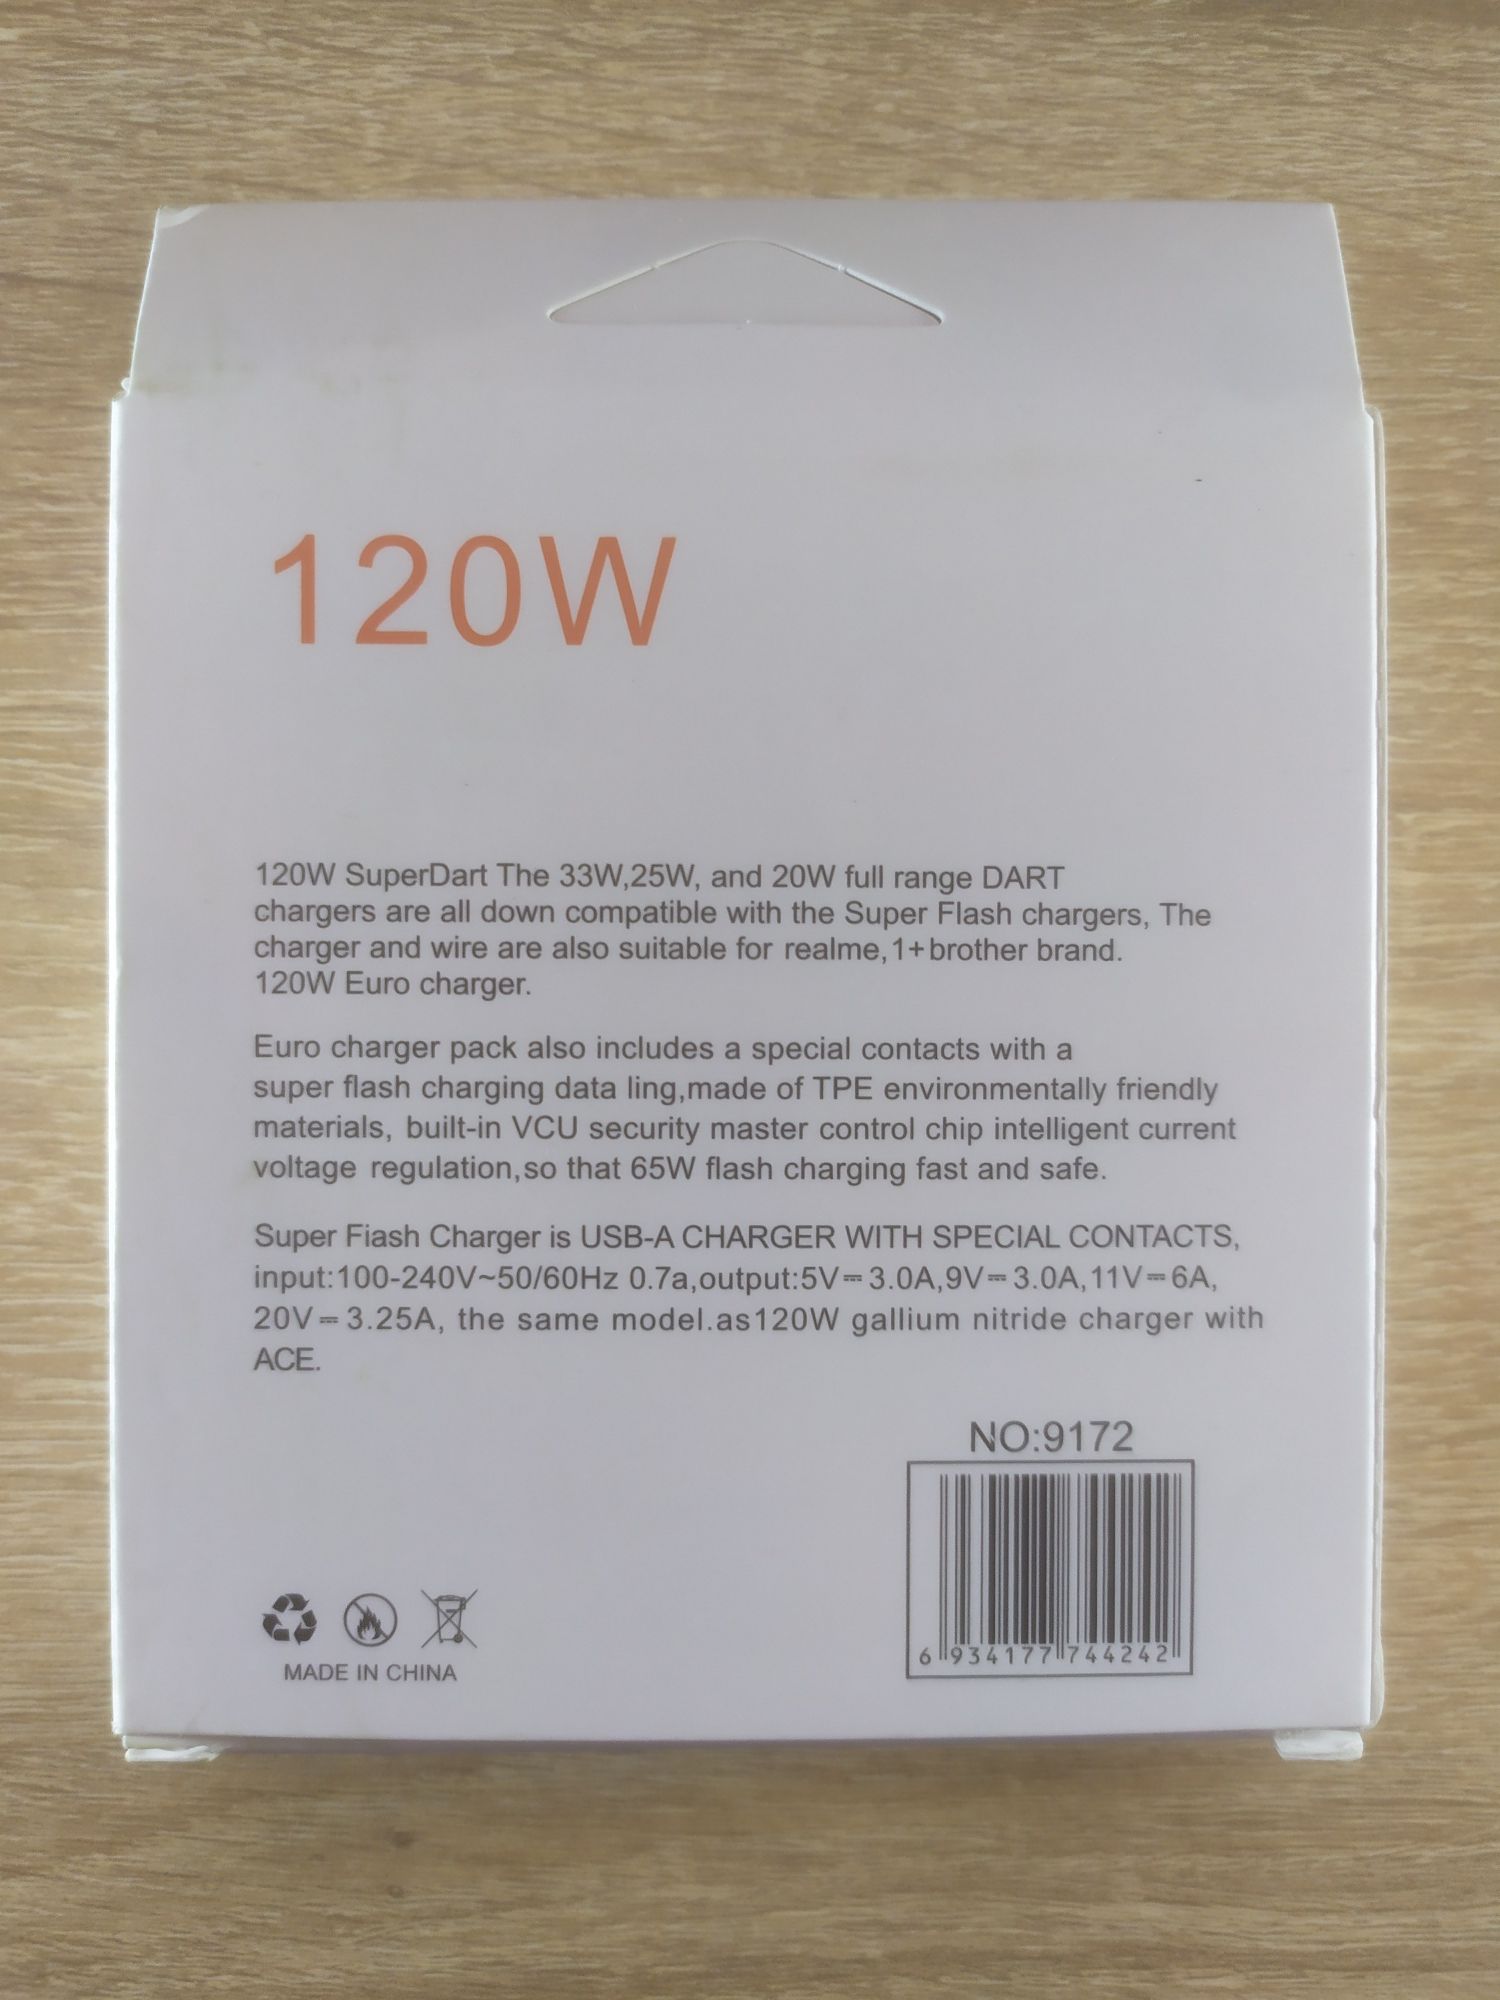 120W
120W SuperDart The 33W,25W, and 20W full range DART
chargers are all down compatible with the Super Flash chargers, The
charger and wire are also suitable for realme,1+brother brand.
120W Euro charger.
Euro charger pack also includes a special contacts with a
super flash charging data ling,made of TPE environmentally friendly
materials, built-in VCU security master control chip intelligent current
voltage regulation,so that 65W flash charging fast and safe.
Super Fiash Charger is USB-A CHARGER WITH SPECIAL CONTACTS,
input:100-240V~50/60Hz 0.7a,output:5V⎓3.0A,9V⎓3.0A,11V⎓6A,
20V⎓3.25A, the same model.as120W gallium nitride charger with
ACE.
NO:9172
6 934177 744242
MADE IN CHINA